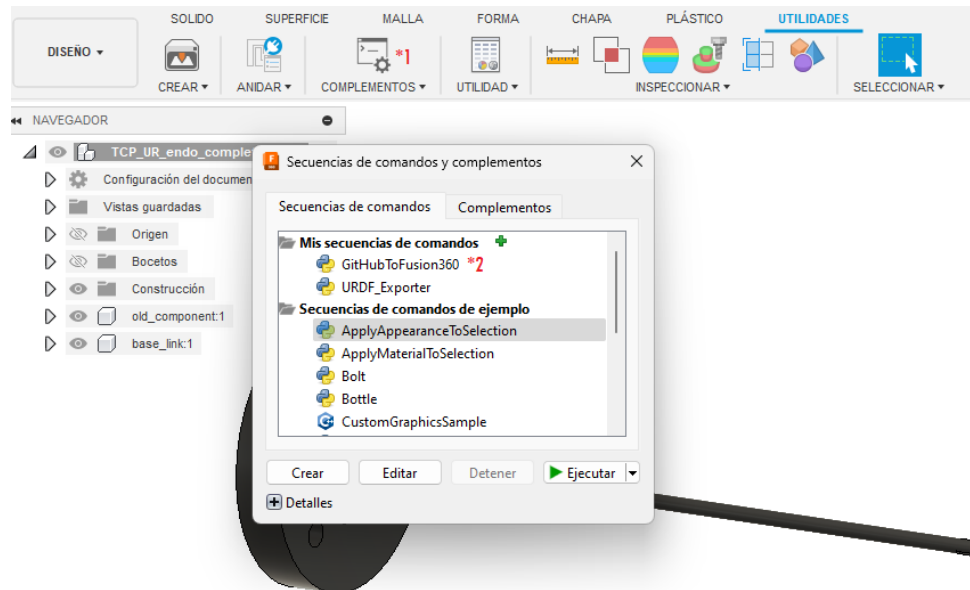 SOLIDO SUPERFICIE MALLA FORMA CHAPA PLÁSTICO UTILIDADES
DISEÑO
*1
CREAR ANIDAR COMPLEMENTOS UTILIDAD INSPECCIONAR SELECCIONAR
NAVEGADOR
TCP_UR_endo_comple
Configuración del documen
Vistas guardadas
Origen
Bocetos
Construcción
old_component:1
base_link:1
Secuencias de comandos y complementos
Secuencias de comandos Complementos
Mis secuencias de comandos
GitHubToFusion360 *2
URDF_Exporter
Secuencias de comandos de ejemplo
ApplyAppearanceToSelection
ApplyMaterialToSelection
Bolt
Bottle
CustomGraphicsSample
Crear Editar Detener Ejecutar
Detalles